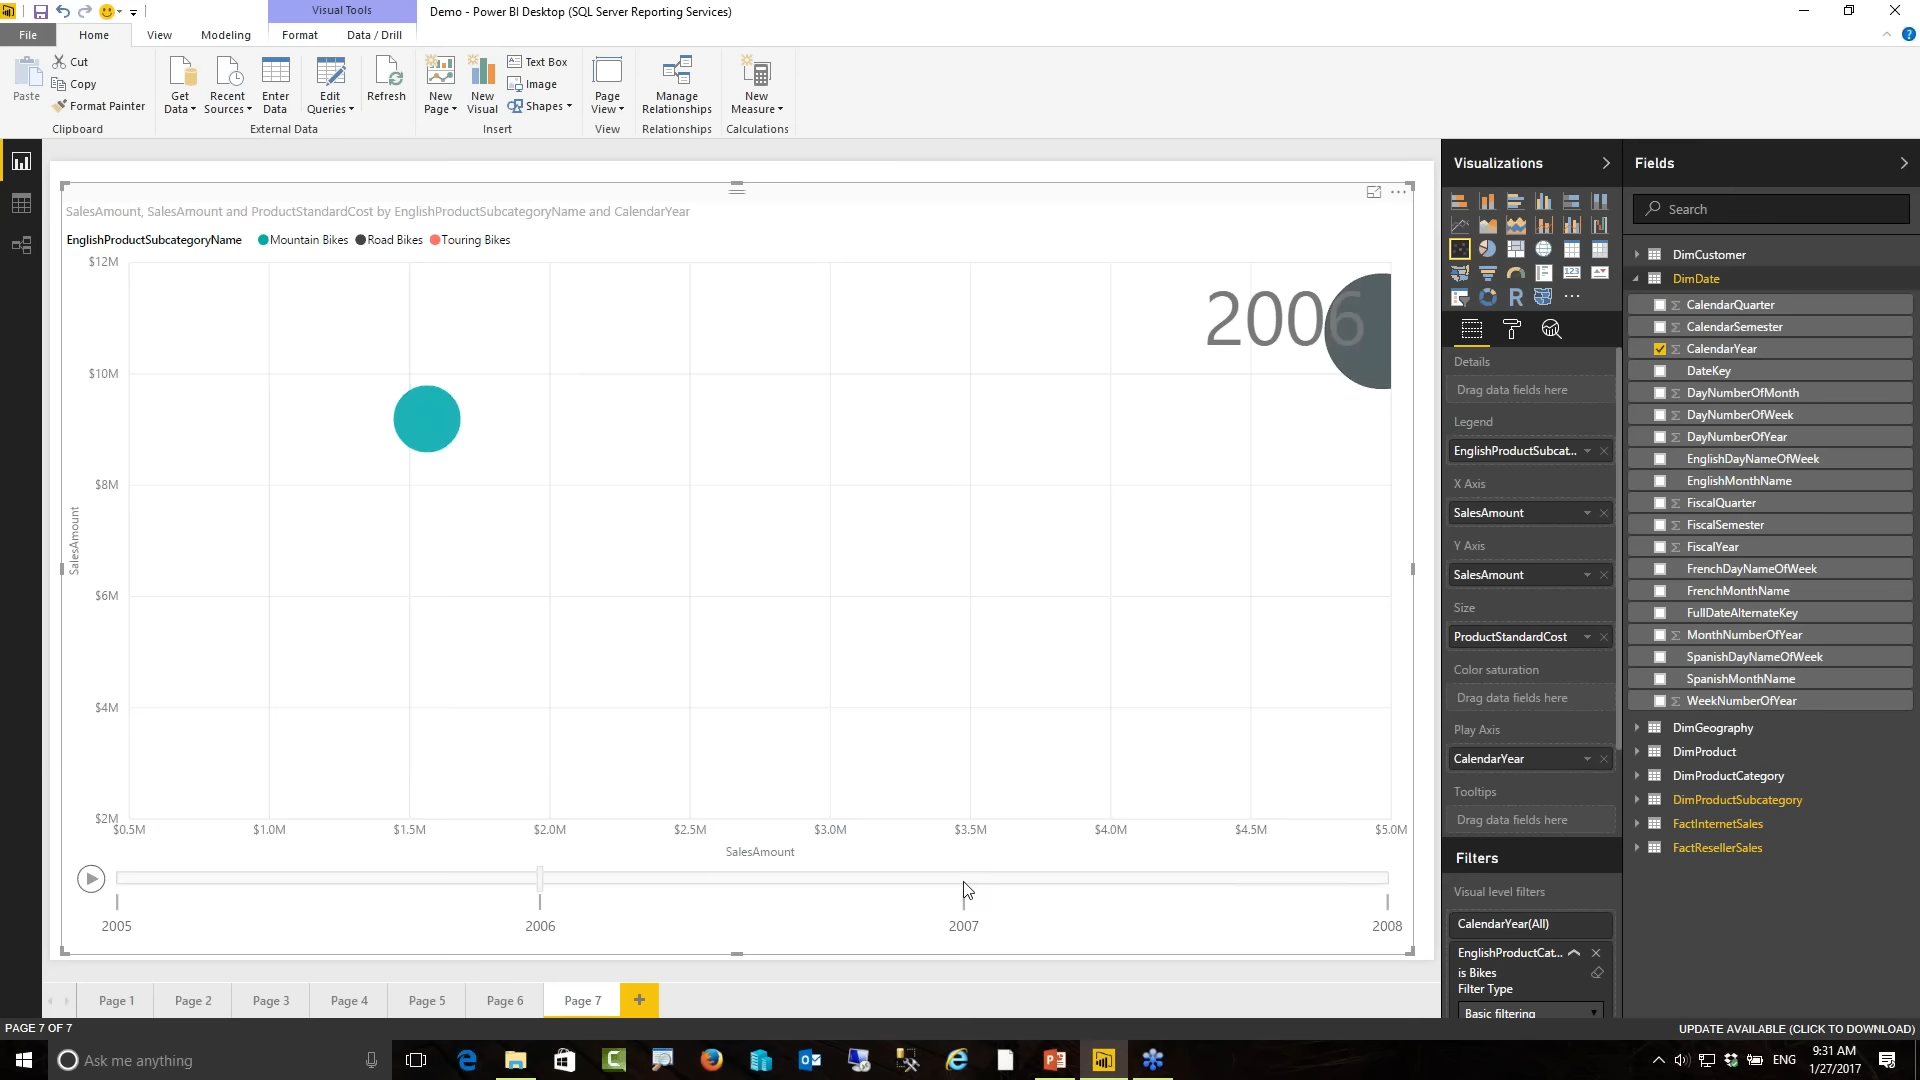 Visual Tools
Demo - Power BI Desktop (SQL Server Reporting Services)
File
Home
View
Modeling
Format
Data / Drill
Paste
Cut
Copy
Format Painter
Clipboard
Get Data
Recent Sources
Enter Data
Edit Queries
External Data
Refresh
New Page
New Visual
Text Box
Image
Shapes
Insert
Page View
View
Manage Relationships
Relationships
New Measure
Calculations
SalesAmount, SalesAmount and ProductStandardCost by EnglishProductSubcategoryName and CalendarYear
EnglishProductSubcategoryName Mountain Bikes Road Bikes Touring Bikes
2006
$12M
$10M
$8M
$6M
$4M
$2M
SalesAmount
$0.5M $1.0M $1.5M $2.0M $2.5M $3.0M $3.5M $4.0M $4.5M $5.0M
SalesAmount
2005 2006 2007 2008
Page 1
Page 2
Page 3
Page 4
Page 5
Page 6
Page 7
+
PAGE 7 OF 7
UPDATE AVAILABLE (CLICK TO DOWNLOAD)
Visualizations
R
123
Details
Drag data fields here
Legend
EnglishProductSubcat...
X Axis
SalesAmount
Y Axis
SalesAmount
Size
ProductStandardCost
Color saturation
Drag data fields here
Play Axis
CalendarYear
Tooltips
Drag data fields here
Filters
Visual level filters
CalendarYear(All)
EnglishProductCat...
is Bikes
Filter Type
Basic filtering
Fields
Search
DimCustomer
DimDate
CalendarQuarter
CalendarSemester
CalendarYear
DateKey
DayNumberOfMonth
DayNumberOfWeek
DayNumberOfYear
EnglishDayNameOfWeek
EnglishMonthName
FiscalQuarter
FiscalSemester
FiscalYear
FrenchDayNameOfWeek
FrenchMonthName
FullDateAlternateKey
MonthNumberOfYear
SpanishDayNameOfWeek
SpanishMonthName
WeekNumberOfYear
DimGeography
DimProduct
DimProductCategory
DimProductSubcategory
FactInternetSales
FactResellerSales
Ask me anything
ENG
9:31 AM
1/27/2017